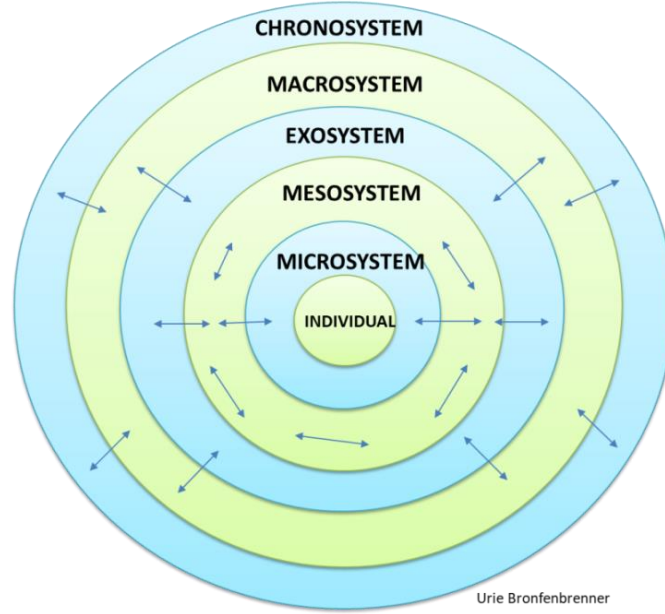 CHRONOSYSTEM
MACROSYSTEM
EXOSYSTEM
MESOSYSTEM
MICROSYSTEM
INDIVIDUAL
Urie Bronfenbrenner